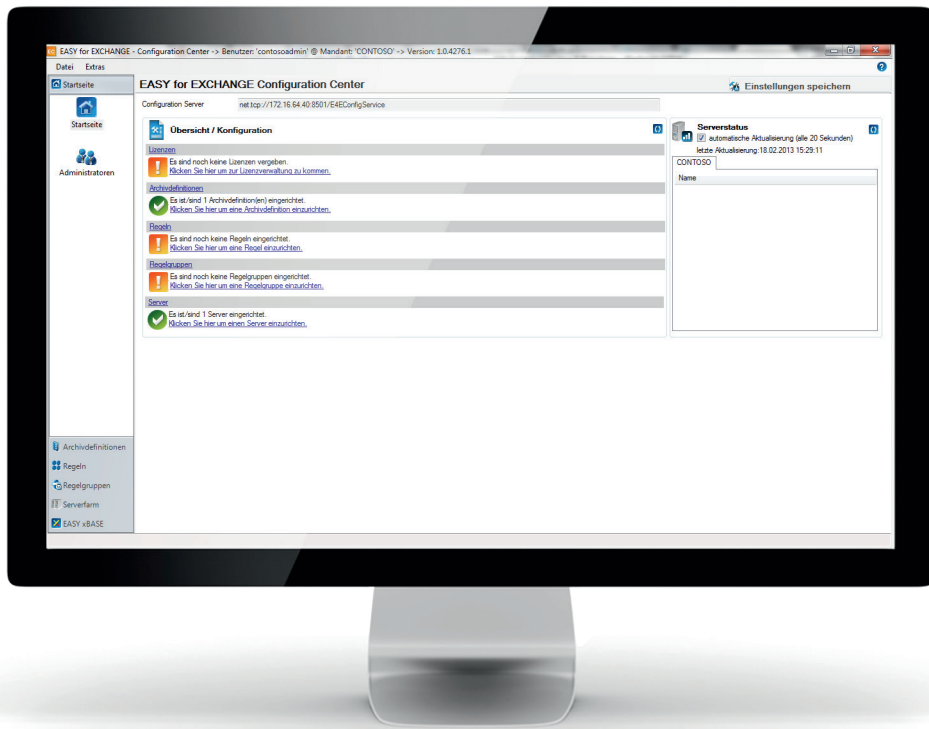 EASY for EXCHANGE - Configuration Center -> Benutzer: 'contosoadmin' @ Mandant: 'CONTOSO' -> Version: 1.0.4276.1
Datei Extras
Startseite
EASY for EXCHANGE Configuration Center
Einstellungen speichern
Startseite
Administratoren
Configuration Server net.tcp://172.16.64.40:8501/E4EConfigService
Übersicht / Konfiguration
Lizenzen
Es sind noch keine Lizenzen vergeben.
Klicken Sie hier um zur Lizenzverwaltung zu kommen.
Archivdefinitionen
Es ist/sind 1 Archivdefinition(en) eingerichtet.
Klicken Sie hier um eine Archivdefinition einzurichten.
Regeln
Es sind noch keine Regeln eingerichtet.
Klicken Sie hier um eine Regel einzurichten.
Regelgruppen
Es sind noch keine Regelgruppen eingerichtet.
Klicken Sie hier um eine Regelgruppe einzurichten.
Server
Es ist/sind 1 Server eingerichtet.
Klicken Sie hier um einen Server einzurichten.
Serverstatus
automatische Aktualisierung (alle 20 Sekunden)
letzte Aktualisierung:18.02.2013 15:29:11
CONTOSO
Name
Archivdefinitionen
Regeln
Regelgruppen
Serverfarm
EASY xBASE